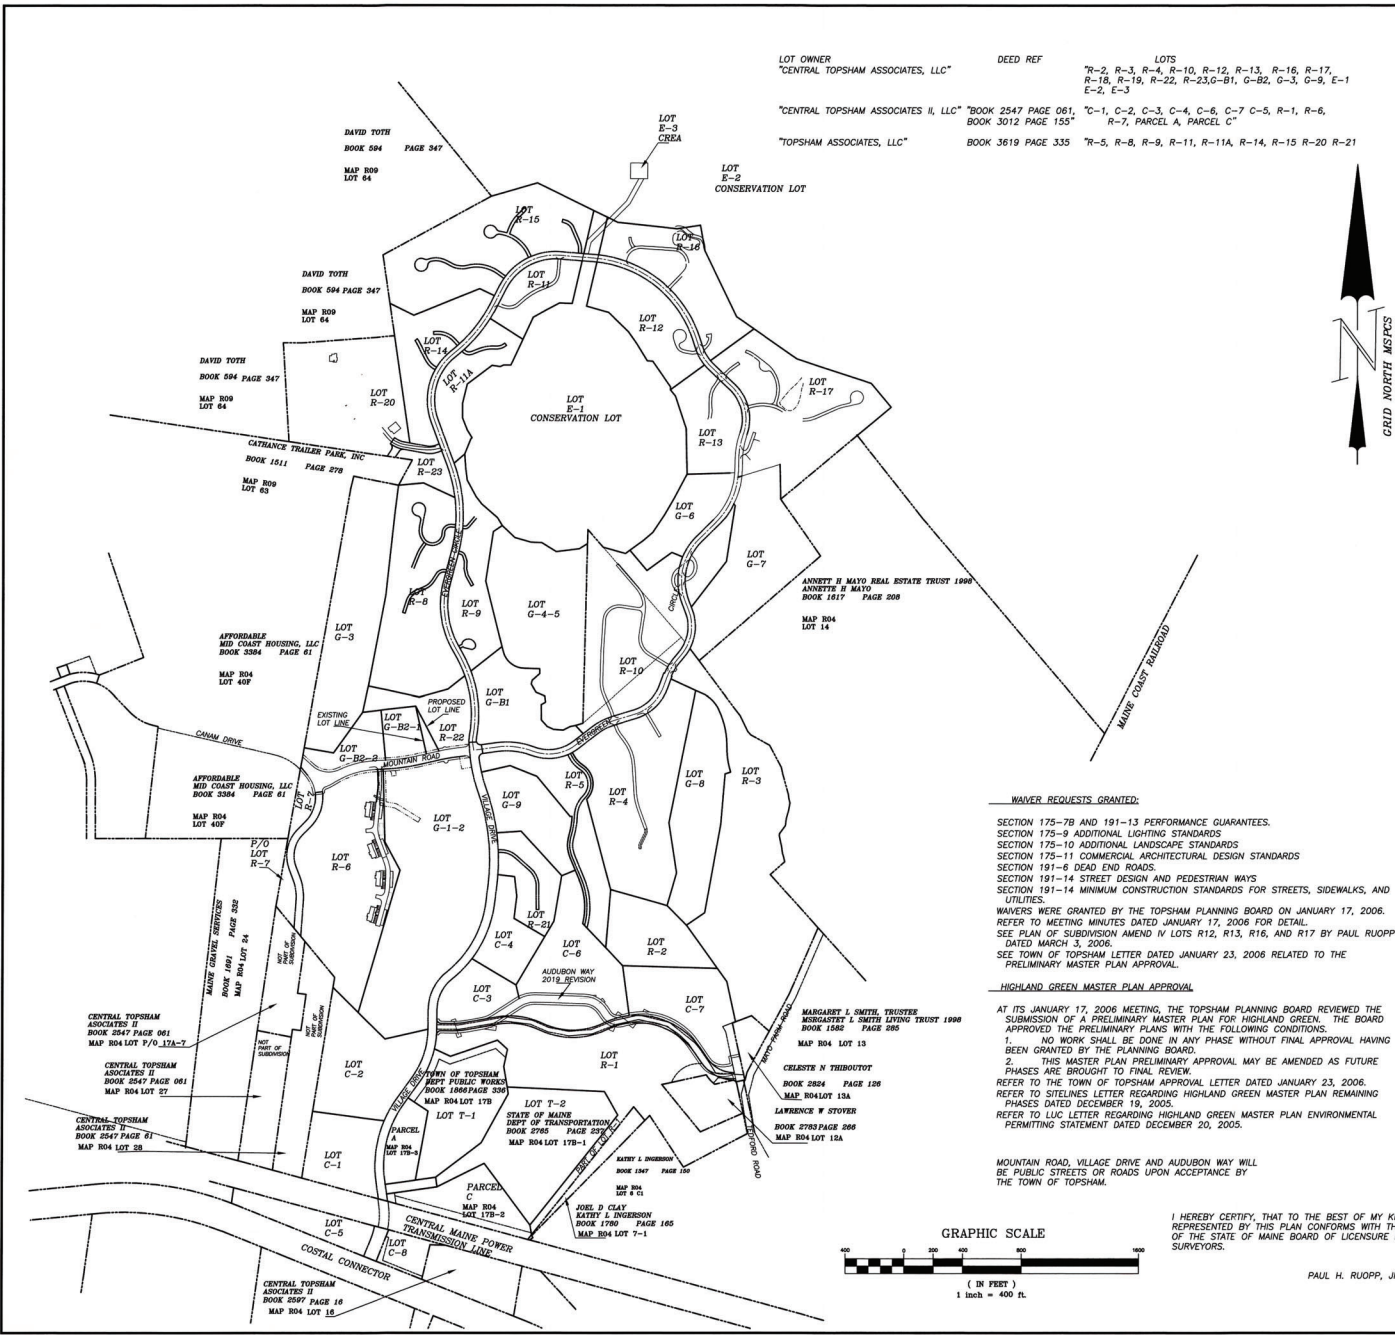 LOT OWNER DEED REF LOTS
"CENTRAL TOPSHAM ASSOCIATES, LLC" "R-2, R-3, R-4, R-10, R-12, R-13, R-16, R-17,
R-18, R-19, R-22, R-23,G-B1, G-B2, G-3, G-9, E-1
E-2, E-3
"CENTRAL TOPSHAM ASSOCIATES II, LLC" "BOOK 2547 PAGE 061, "C-1, C-2, C-3, C-4, C-6, C-7 C-5, R-1, R-6,
BOOK 3012 PAGE 155" R-7, PARCEL A, PARCEL C"
"TOPSHAM ASSOCIATES, LLC" BOOK 3619 PAGE 335 "R-5, R-8, R-9, R-11, R-11A, R-14, R-15 R-20 R-21
LOT
E-3
CREA
LOT
E-2
CONSERVATION LOT
DAVID TOTH
BOOK 594 PAGE 347
MAP R09
LOT 64
LOT
R-15
LOT
R-16
DAVID TOTH
BOOK 594 PAGE 347
MAP R09
LOT 64
LOT
R-11
LOT
R-12
GRID NORTH MSPCS
N
LOT
R-14
LOT
R-11A
DAVID TOTH
BOOK 594 PAGE 347
MAP R09
LOT 64
LOT
R-20
LOT
E-1
CONSERVATION LOT
LOT
R-17
LOT
R-13
CATHANCE TRAILER PARK, INC
BOOK 1511 PAGE 278
MAP R09
LOT 63
LOT
R-23
LOT
G-6
LOT
G-7
EVERGREEN CIRCLE
CIRCLE
ANNETT H MAYO REAL ESTATE TRUST 1998
ANNETTE H MAYO
BOOK 1617 PAGE 208
MAP R04
LOT 14
LOT
R-8
LOT
R-9
LOT
G-4-5
LOT
G-3
AFFORDABLE
MID COAST HOUSING, LLC
BOOK 3384 PAGE 61
MAP R04
LOT 40F
LOT
R-10
MAINE COAST RAILROAD
LOT
G-B1
EXISTING
LOT LINE
LOT
G-B2-1
PROPOSED
LOT LINE
LOT
R-22
EVERGREEN
CANAM DRIVE
LOT
G-B2-2
MOUNTAIN ROAD
AFFORDABLE
MID COAST HOUSING, LLC
BOOK 3384 PAGE 61
MAP R04
LOT 40F
LOT
R-7
LOT
R-5
LOT
R-4
LOT
G-8
LOT
R-3
LOT
G-9
VILLAGE DRIVE
LOT
G-1-2
P/O
LOT
R-7
LOT
R-6
WAIVER REQUESTS GRANTED:
SECTION 175-7B AND 191-13 PERFORMANCE GUARANTEES.
SECTION 175-9 ADDITIONAL LIGHTING STANDARDS
SECTION 175-10 ADDITIONAL LANDSCAPE STANDARDS
SECTION 175-11 COMMERCIAL ARCHITECTURAL DESIGN STANDARDS
SECTION 191-6 DEAD END ROADS.
SECTION 191-14 STREET DESIGN AND PEDESTRIAN WAYS
SECTION 191-14 MINIMUM CONSTRUCTION STANDARDS FOR STREETS, SIDEWALKS, AND
UTILITIES.
WAIVERS WERE GRANTED BY THE TOPSHAM PLANNING BOARD ON JANUARY 17, 2006.
REFER TO MEETING MINUTES DATED JANUARY 17, 2006 FOR DETAIL.
SEE PLAN OF SUBDIVISION AMEND IV LOTS R12, R13, R16, AND R17 BY PAUL RUOPP
DATED MARCH 3, 2006.
SEE TOWN OF TOPSHAM LETTER DATED JANUARY 23, 2006 RELATED TO THE
PRELIMINARY MASTER PLAN APPROVAL.
MAINE GRAVEL SERVICES
BOOK 1691 PAGE 332
MAP R04 LOT 24
NOT
PART OF
SUBDIVISION
LOT
R-21
LOT
C-4
LOT
C-6
LOT
R-2
AUDUBON WAY
2019 REVISION
LOT
C-3
LOT
C-7
MAYO FARM ROAD
HIGHLAND GREEN MASTER PLAN APPROVAL
AT ITS JANUARY 17, 2006 MEETING, THE TOPSHAM PLANNING BOARD REVIEWED THE
SUBMISSION OF A PRELIMINARY MASTER PLAN FOR HIGHLAND GREEN. THE BOARD
APPROVED THE PRELIMINARY PLANS WITH THE FOLLOWING CONDITIONS.
1. NO WORK SHALL BE DONE IN ANY PHASE WITHOUT FINAL APPROVAL HAVING
BEEN GRANTED BY THE PLANNING BOARD.
2. THIS MASTER PLAN PRELIMINARY APPROVAL MAY BE AMENDED AS FUTURE
PHASES ARE BROUGHT TO FINAL REVIEW.
REFER TO THE TOWN OF TOPSHAM APPROVAL LETTER DATED JANUARY 23, 2006.
REFER TO SITELINES LETTER REGARDING HIGHLAND GREEN MASTER PLAN REMAINING
PHASES DATED DECEMBER 19, 2005.
REFER TO LUC LETTER REGARDING HIGHLAND GREEN MASTER PLAN ENVIRONMENTAL
PERMITTING STATEMENT DATED DECEMBER 20, 2005.
MOUNTAIN ROAD, VILLAGE DRIVE AND AUDUBON WAY WILL
BE PUBLIC STREETS OR ROADS UPON ACCEPTANCE BY
THE TOWN OF TOPSHAM.
CENTRAL TOPSHAM
ASOCIATES II
BOOK 2547 PAGE 061
MAP R04 LOT P/O 17A-7
NOT
PART OF
SUBDIVISION
NOT
PART OF
SUBDIVISION
MARGARET L SMITH, TRUSTEE
MSRGASTET L SMITH LIVING TRUST 1998
BOOK 1582 PAGE 285
MAP R04 LOT 13
CENTRAL TOPSHAM
ASOCIATES II
BOOK 2547 PAGE 061
MAP R04 LOT 27
LOT
C-2
LOT
R-1
TOWN OF TOPSHAM
DEPT PUBLIC WORKS
BOOK 1866 PAGE 336
MAP R04 LOT 17B
CELESTE N THIBOUTOT
BOOK 2824 PAGE 126
MAP R04LOT 13A
VILLAGE DRIVE
LOT T-1
LOT T-2
STATE OF MAINE
DEPT OF TRANSPORTATION
BOOK 2765 PAGE 237
MAP R04 LOT 17B-1
LAWRENCE W STOVER
BOOK 2783 PAGE 266
MAP R04 LOT 12A
CENTRAL TOPSHAM
ASOCIATES II
BOOK 2547 PAGE 61
MAP R04 LOT 28
PARCEL
A
MAP R04
LOT 17B-3
PART OF LOT R-1
TEDFORD ROAD
LOT
C-1
KATHY L INGERSON
BOOK 1347 PAGE 150
MAP R04
LOT 6 C1
PARCEL
C
MAP R04
LOT 17B-2
JOEL D CLAY
KATHY L INGERSON
BOOK 1780 PAGE 165
MAP R04 LOT 7-1
LOT
C-5
LOT
C-8
CENTRAL MAINE POWER
TRANSMISSION LINE
COSTAL CONNECTOR
CENTRAL TOPSHAM
ASOCIATES II
BOOK 2597 PAGE 16
MAP R04 LOT 16
GRAPHIC SCALE
400 0 200 400 800 1600
( IN FEET )
1 inch = 400 ft.
I HEREBY CERTIFY, THAT TO THE BEST OF MY
REPRESENTED BY THIS PLAN CONFORMS WITH
OF THE STATE OF MAINE BOARD OF LICENSURE
SURVEYORS.
PAUL H. RUOPP,